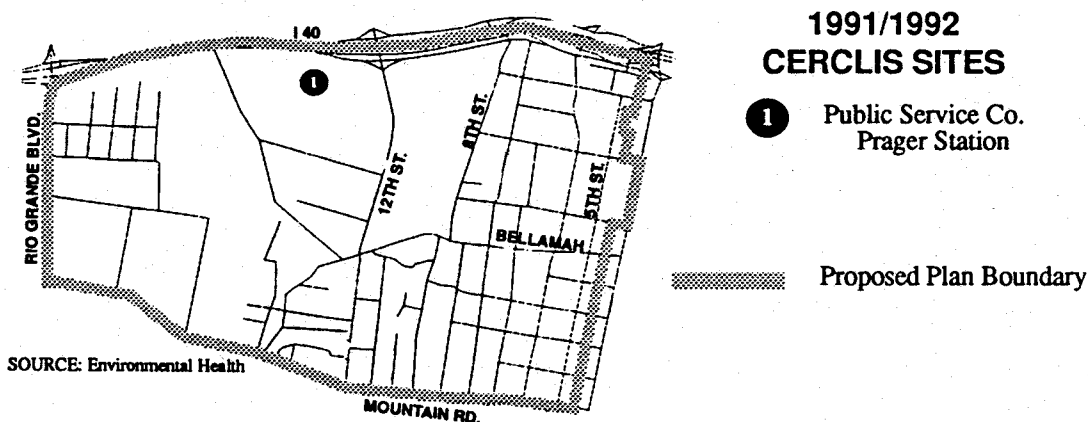 1991/1992
CERCLIS SITES
1 Public Service Co.
Prager Station
Proposed Plan Boundary
I 40
1
RIO GRANDE BLVD.
12TH ST.
8TH ST.
5TH ST.
BELLAMAH
MOUNTAIN RD.
SOURCE: Environmental Health